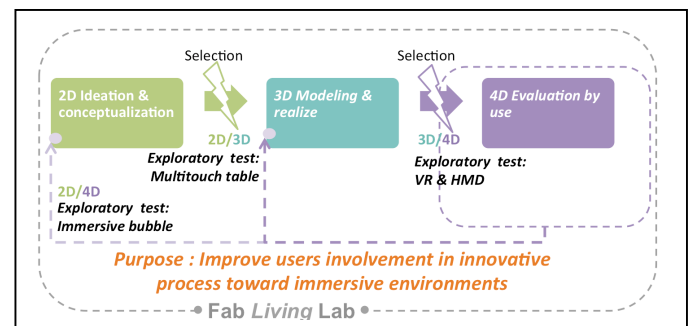 Selection
Selection
2D Ideation &
conceptualization
3D Modeling &
realize
4D Evaluation by
use
2D/3D
Exploratory test:
Multitouch table
3D/4D
Exploratory test:
VR & HMD
2D/4D
Exploratory test:
Immersive bubble
Purpose : Improve users involvement in innovative
process toward immersive environments
Fab Living Lab